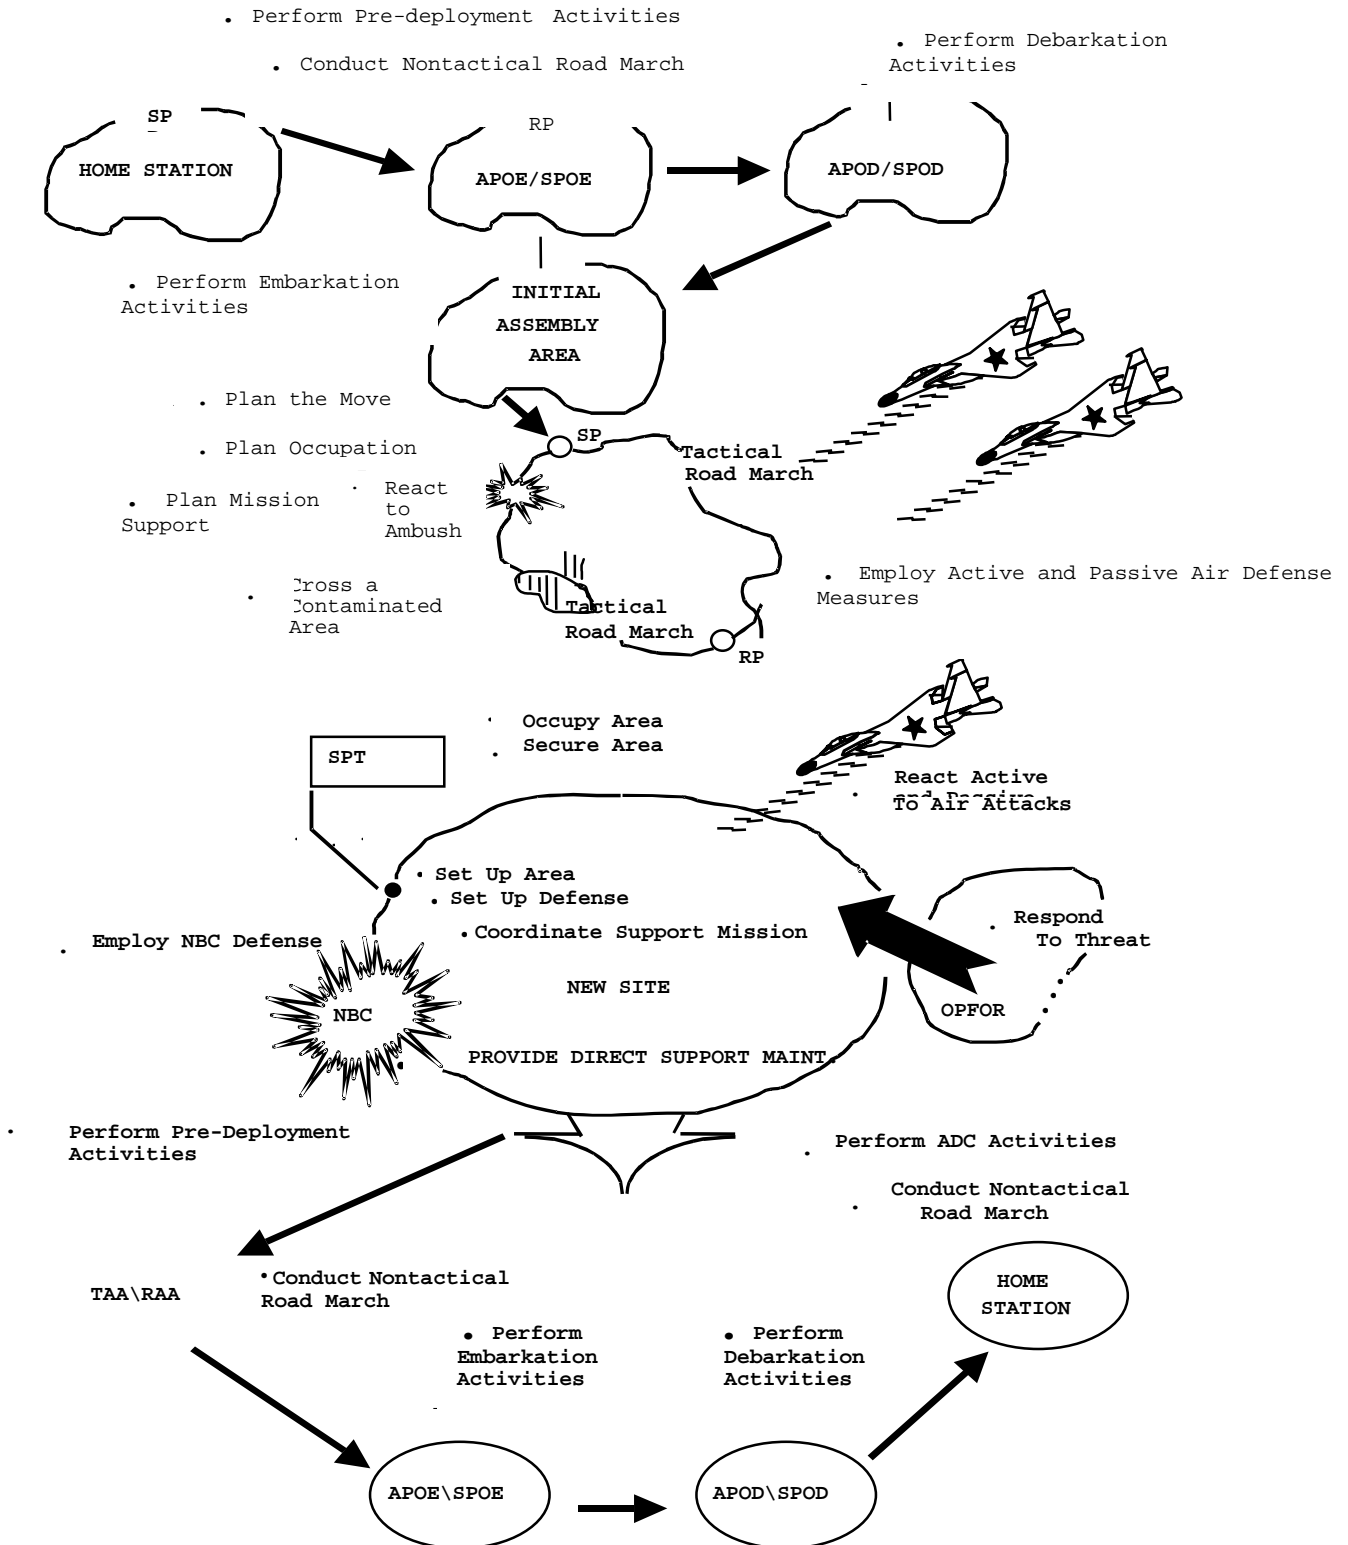 . Perform Pre-deployment Activities
. Conduct Nontactical Road March
. Perform Debarkation
Activities
SP
HOME STATION
RP
APOE/SPOE
APOD/SPOD
. Perform Embarkation
Activities
INITIAL
ASSEMBLY
AREA
. Plan the Move
. Plan Occupation
. Plan Mission
Support
. React
to
Ambush
SP
Tactical
Road March
. Cross a
Contaminated
Area
Tactical
Road March
RP
. Employ Active and Passive Air Defense
Measures
. Occupy Area
. Secure Area
SPT
. React Active
and Passive
To Air Attacks
. Set Up Area
. Set Up Defense
. Coordinate Support Mission
. Respond
To Threat
. Employ NBC Defense
NEW SITE
NBC
OPFOR
PROVIDE DIRECT SUPPORT MAINT.
. Perform Pre-Deployment
Activities
. Perform ADC Activities
. Conduct Nontactical
Road March
TAA\RAA
. Conduct Nontactical
Road March
HOME
STATION
. Perform
Embarkation
Activities
. Perform
Debarkation
Activities
APOE\SPOE
APOD\SPOD